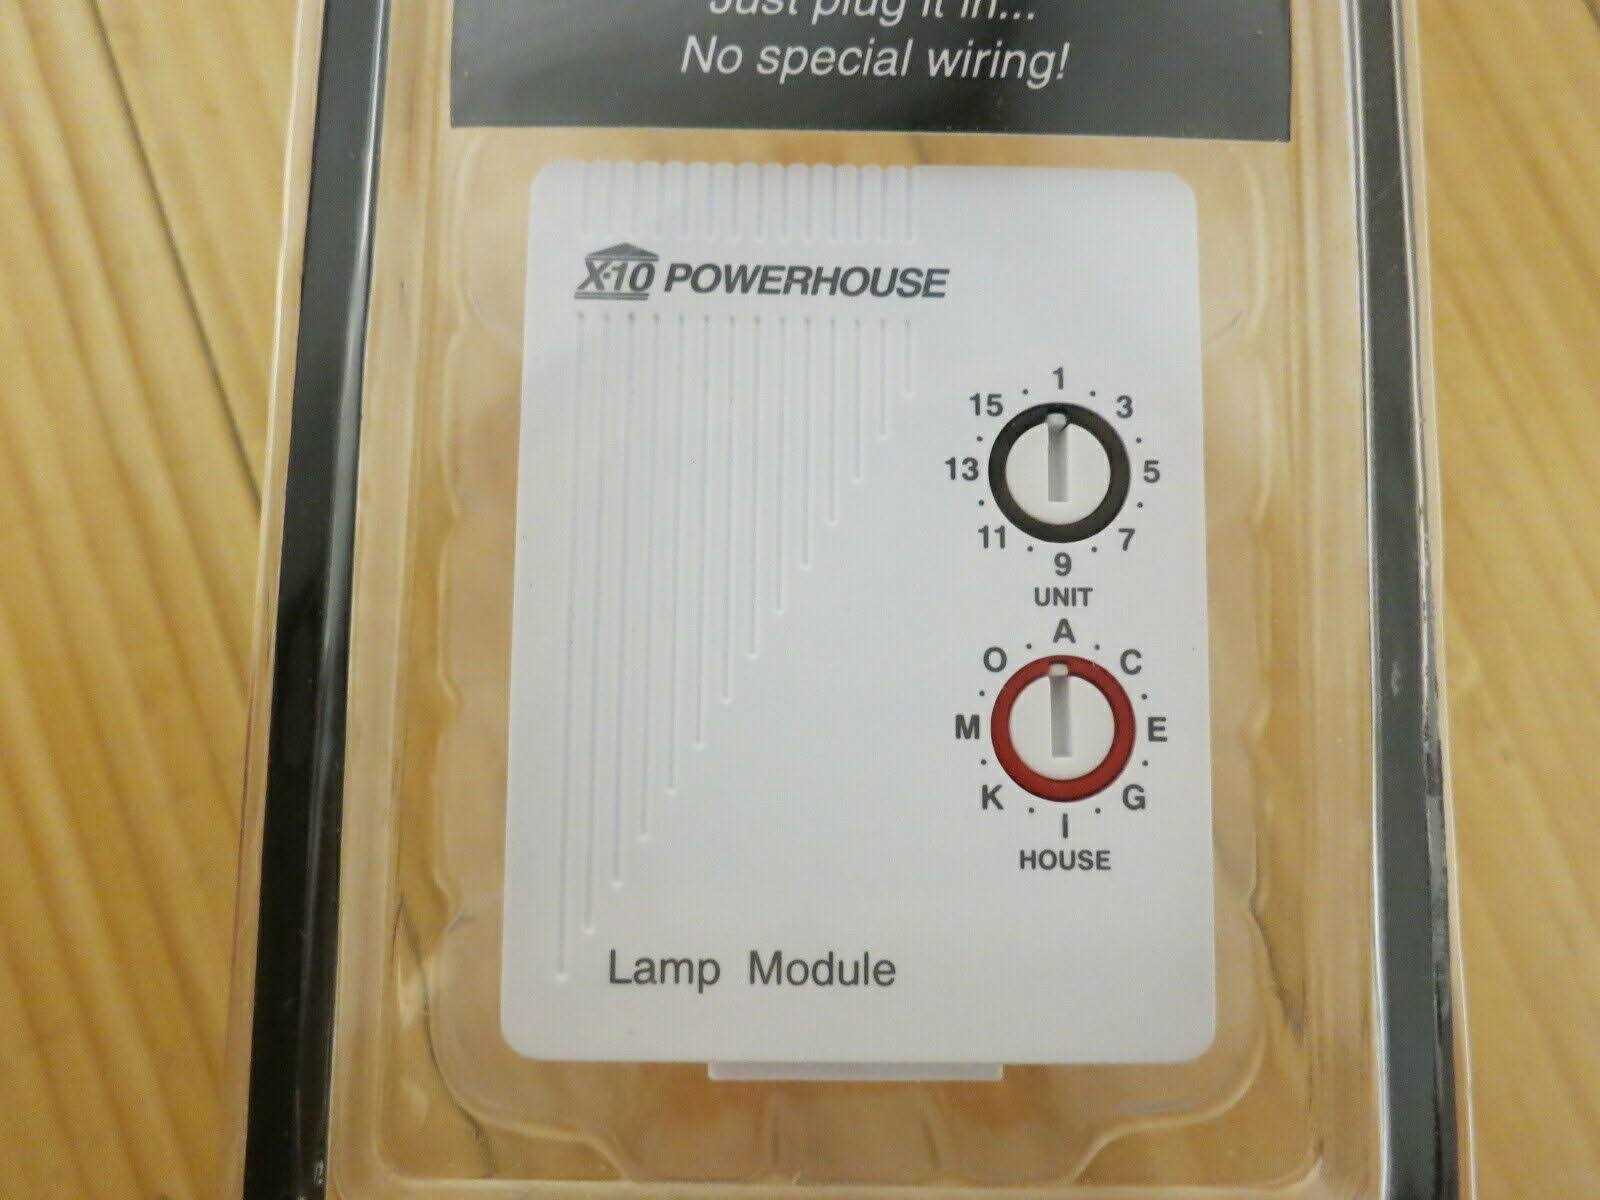 Just plug it in...
No special wiring!
X-10 POWERHOUSE
1
15 3
13 5
11 7
9
UNIT
A
O C
M E
K G
I
HOUSE
Lamp Module